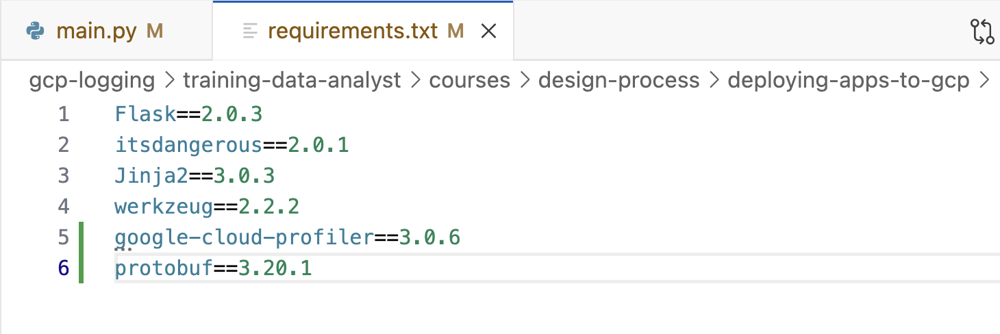 main.py M requirements.txt M
gcp-logging > training-data-analyst > courses > design-process > deploying-apps-to-gcp >
1 Flask==2.0.3
2 itsdangerous==2.0.1
3 Jinja2==3.0.3
4 werkzeug==2.2.2
5 google-cloud-profiler==3.0.6
6 protobuf==3.20.1